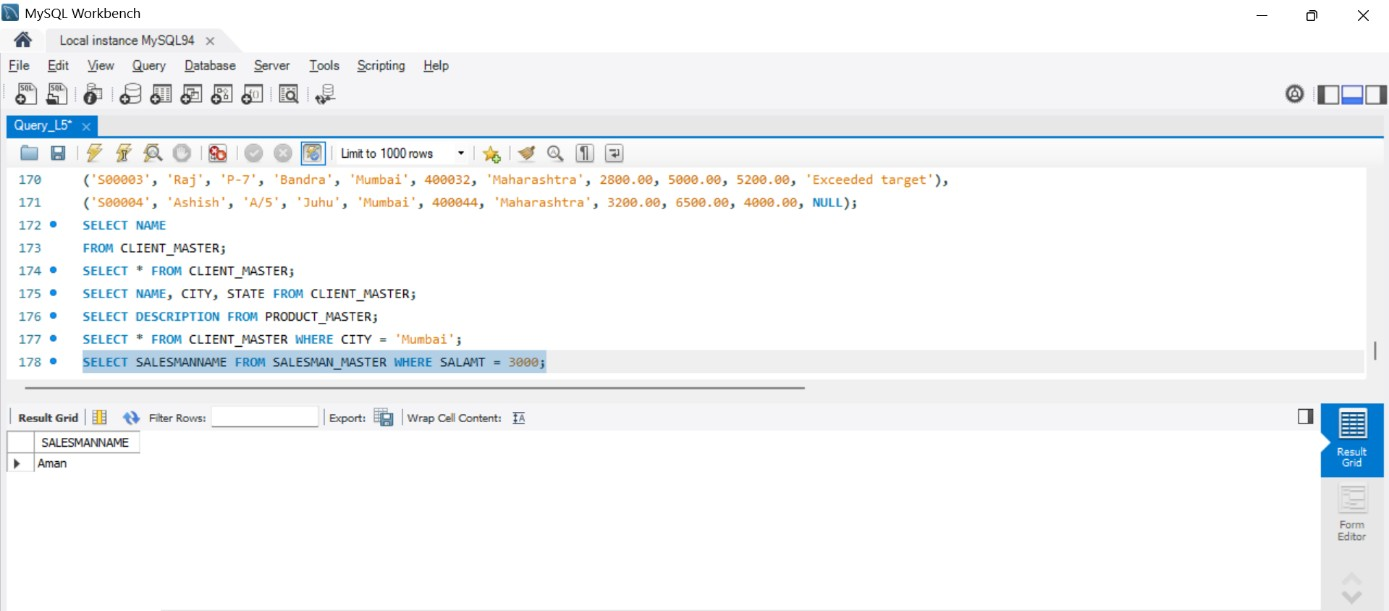 MySQL Workbench
Local instance MySQL94
File Edit View Query Database Server Tools Scripting Help
Query_L5*
Limit to 1000 rows
170 ('S00003', 'Raj', 'P-7', 'Bandra', 'Mumbai', 400032, 'Maharashtra', 2800.00, 5000.00, 5200.00, 'Exceeded target'),
171 ('S00004', 'Ashish', 'A/5', 'Juhu', 'Mumbai', 400044, 'Maharashtra', 3200.00, 6500.00, 4000.00, NULL);
172 SELECT NAME
173 FROM CLIENT_MASTER;
174 SELECT * FROM CLIENT_MASTER;
175 SELECT NAME, CITY, STATE FROM CLIENT_MASTER;
176 SELECT DESCRIPTION FROM PRODUCT_MASTER;
177 SELECT * FROM CLIENT_MASTER WHERE CITY = 'Mumbai';
178 SELECT SALESMANNAME FROM SALESMAN_MASTER WHERE SALAMT = 3000;
Result Grid Filter Rows: Export: Wrap Cell Content:
SALESMANNAME
Aman
Result
Grid
Form
Editor